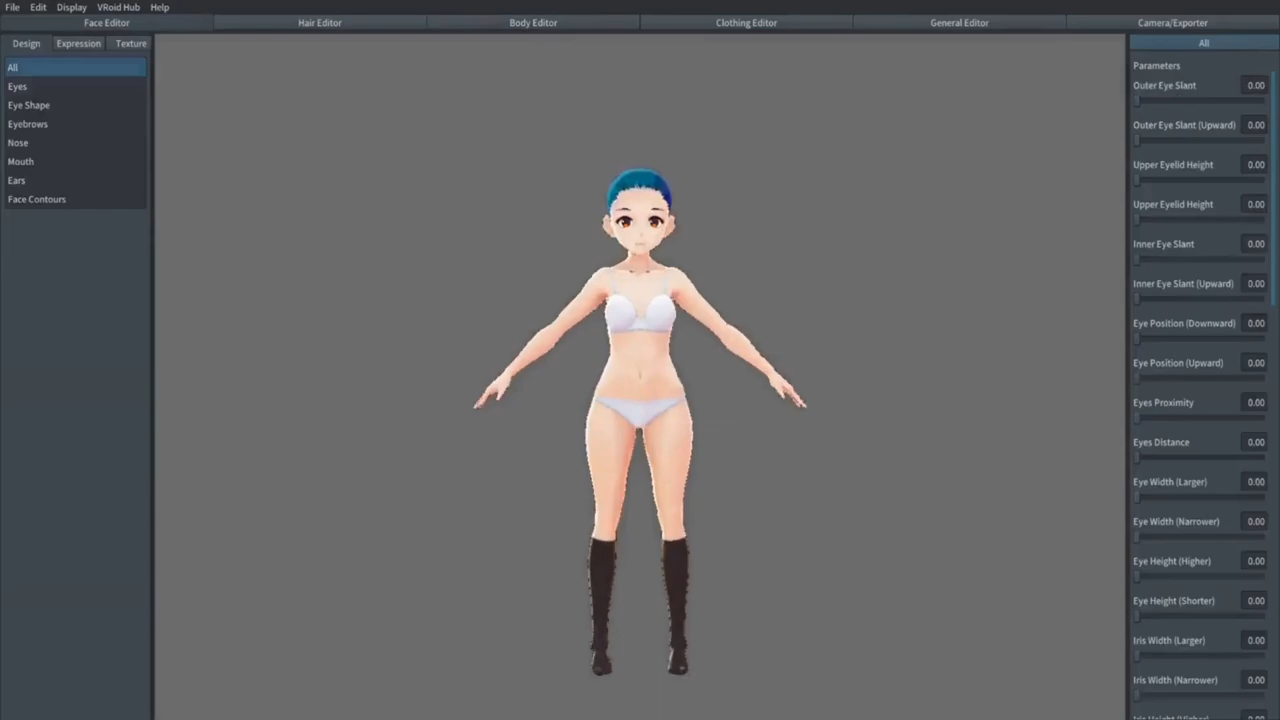 File Edit Display VRoid Hub Help
Face Editor Hair Editor Body Editor Clothing Editor General Editor Camera/Exporter
Design Expression Texture
All
Eyes
Eye Shape
Eyebrows
Nose
Mouth
Ears
Face Contours
All
Parameters
Outer Eye Slant 0.00
Outer Eye Slant (Upward) 0.00
Upper Eyelid Height 0.00
Upper Eyelid Height 0.00
Inner Eye Slant 0.00
Inner Eye Slant (Upward) 0.00
Eye Position (Downward) 0.00
Eye Position (Upward) 0.00
Eyes Proximity 0.00
Eyes Distance 0.00
Eye Width (Larger) 0.00
Eye Width (Narrower) 0.00
Eye Height (Higher) 0.00
Eye Height (Shorter) 0.00
Iris Width (Larger) 0.00
Iris Width (Narrower) 0.00